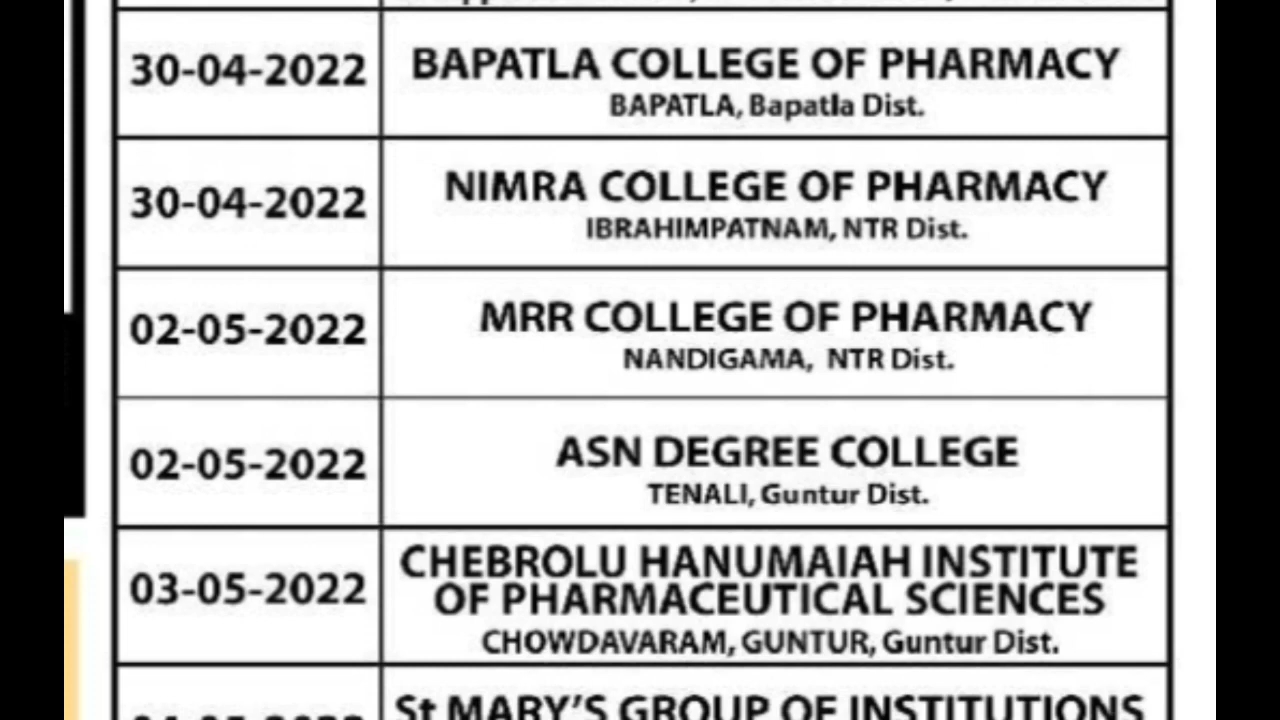 30-04-2022
BAPATLA COLLEGE OF PHARMACY
BAPATLA, Bapatla Dist.
30-04-2022
NIMRA COLLEGE OF PHARMACY
IBRAHIMPATNAM, NTR Dist.
02-05-2022
MRR COLLEGE OF PHARMACY
NANDIGAMA, NTR Dist.
02-05-2022
ASN DEGREE COLLEGE
TENALI, Guntur Dist.
03-05-2022
CHEBROLU HANUMAIAH INSTITUTE
OF PHARMACEUTICAL SCIENCES
CHOWDAVARAM, GUNTUR, Guntur Dist.
St MARY'S GROUP OF INSTITUTIONS